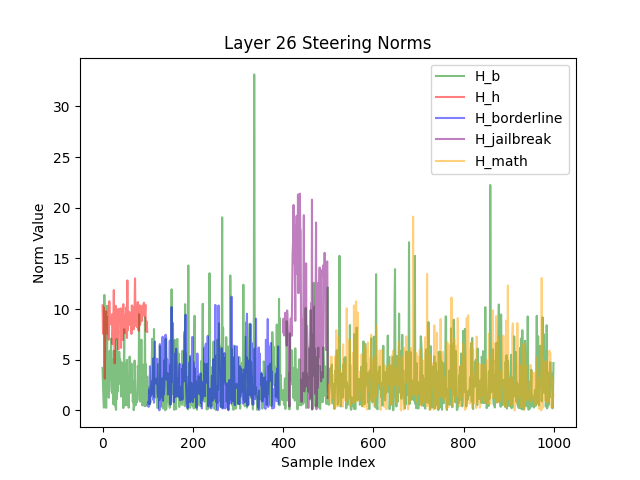 Layer 26 Steering Norms
H_b
H_h
H_borderline
H_jailbreak
H_math
Norm Value
30
25
20
15
10
5
0
0
200
400
600
800
1000
Sample Index